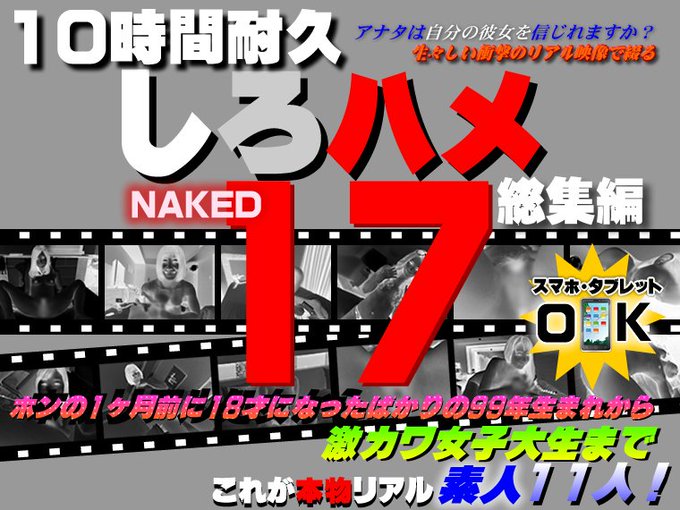 10時間耐久
アナタは自分の彼女を信じれますか？
生々しい衝撃のリアル映像で綴る
しろハメ
NAKED
17
総集編
スマホ・タブレット
OK
ホンの1ヶ月前に18才になったばかりの99年生まれから
激カワ女子大生まで
これが本物リアル 素人11人！